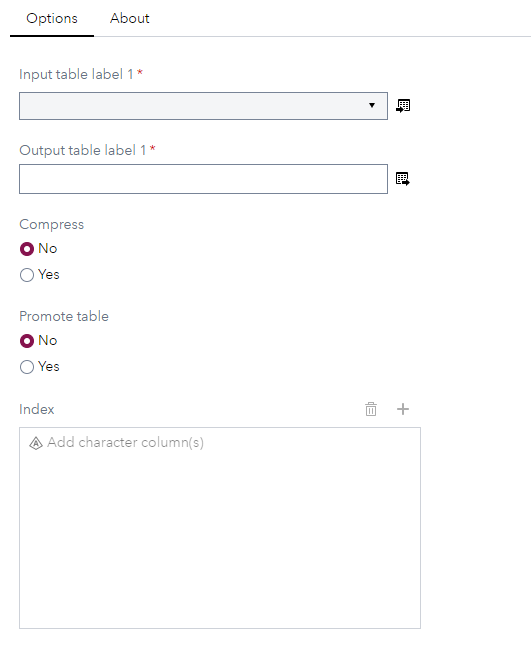 Options About
Input table label 1 *
Output table label 1 *
Compress
No
Yes
Promote table
No
Yes
Index
Add character column(s)